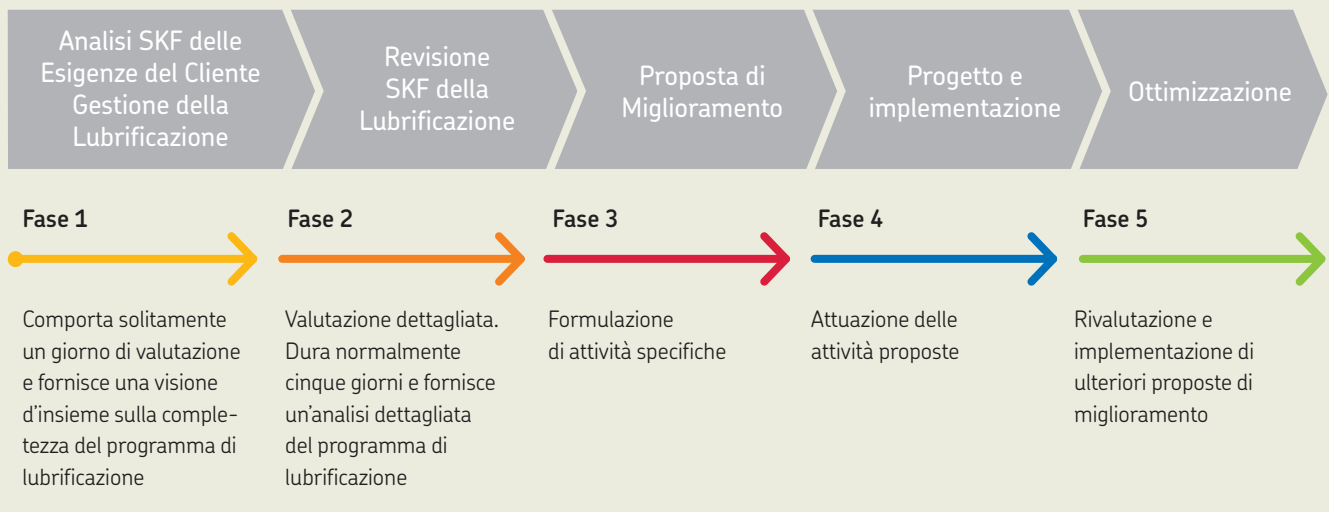 Analisi SKF delle
Esigenze del Cliente
Gestione della
Lubrificazione
Revisione
SKF della
Lubrificazione
Proposta di
Miglioramento
Progetto e
implementazione
Ottimizzazione
Fase 1
Comporta solitamente
un giorno di valutazione
e fornisce una visione
d'insieme sulla comple-
tezza del programma di
lubrificazione
Fase 2
Valutazione dettagliata.
Dura normalmente
cinque giorni e fornisce
un'analisi dettagliata
del programma di
lubrificazione
Fase 3
Formulazione
di attività specifiche
Fase 4
Attuazione delle
attività proposte
Fase 5
Rivalutazione e
implementazione di
ulteriori proposte di
miglioramento